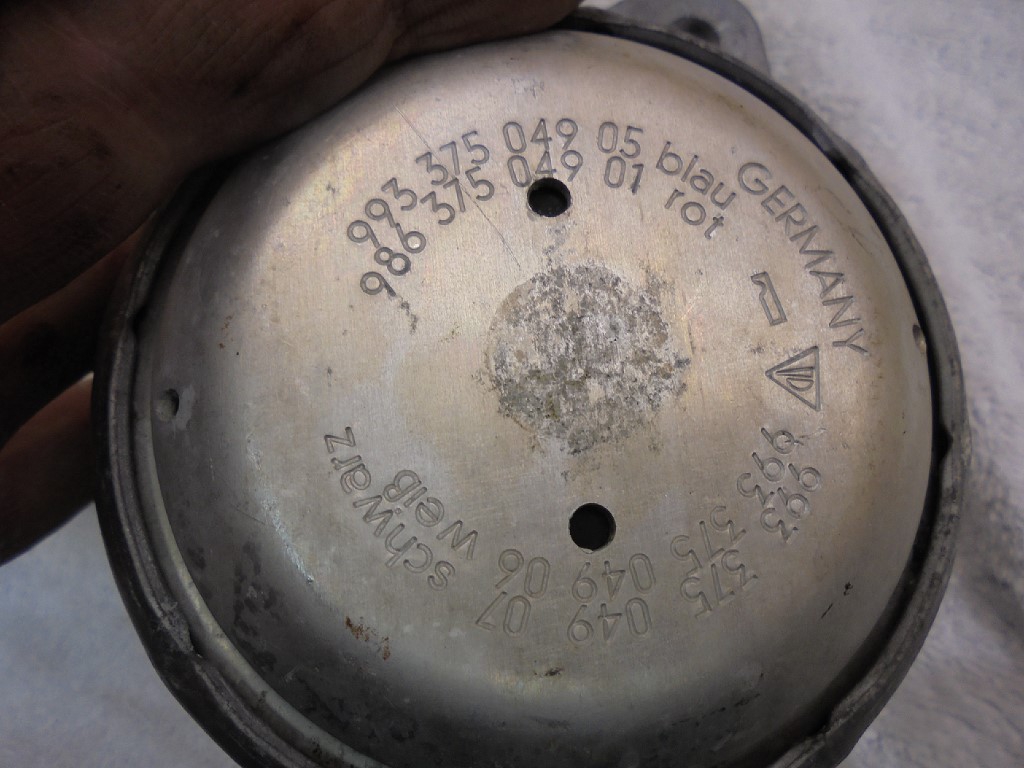 993 375 049 05 blau
986 375 049 01 rot
GERMANY
993 375 049 07 schwarz
993 375 049 06 weiß